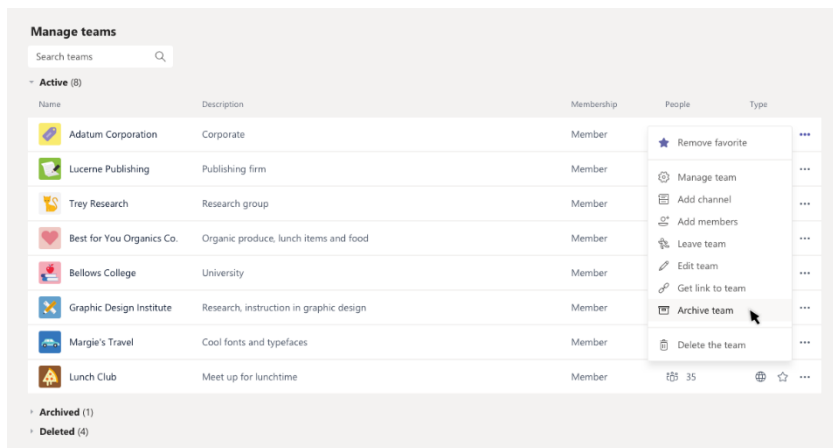 Manage teams
Search teams
Active (8)
Name Description Membership People Type
Adatum Corporation Corporate Member
Lucerne Publishing Publishing firm Member
Trey Research Research group Member
Best for You Organics Co. Organic produce, lunch items and food Member
Bellows College University Member
Graphic Design Institute Research, instruction in graphic design Member
Margie's Travel Cool fonts and typefaces Member
Lunch Club Meet up for lunchtime Member 35
Remove favorite
Manage team
Add channel
Add members
Leave team
Edit team
Get link to team
Archive team
Delete the team
Archived (1)
Deleted (4)